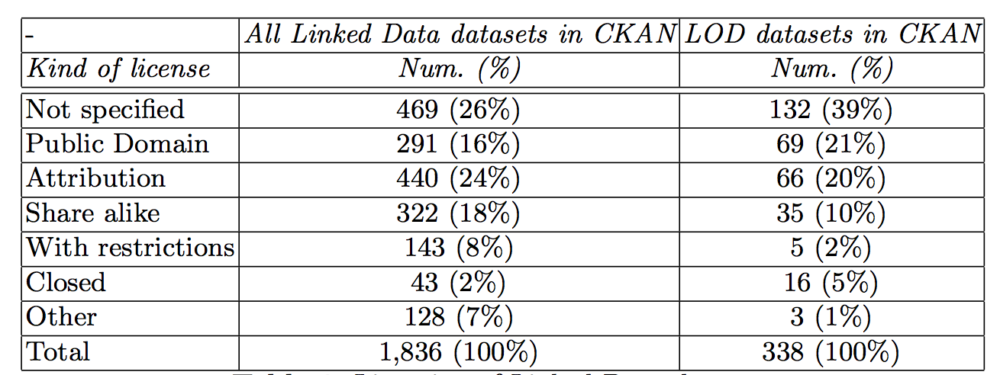 - All Linked Data datasets in CKAN LOD datasets in CKAN
Kind of license Num. (%) Num. (%)
Not specified 469 (26%) 132 (39%)
Public Domain 291 (16%) 69 (21%)
Attribution 440 (24%) 66 (20%)
Share alike 322 (18%) 35 (10%)
With restrictions 143 (8%) 5 (2%)
Closed 43 (2%) 16 (5%)
Other 128 (7%) 3 (1%)
Total 1,836 (100%) 338 (100%)